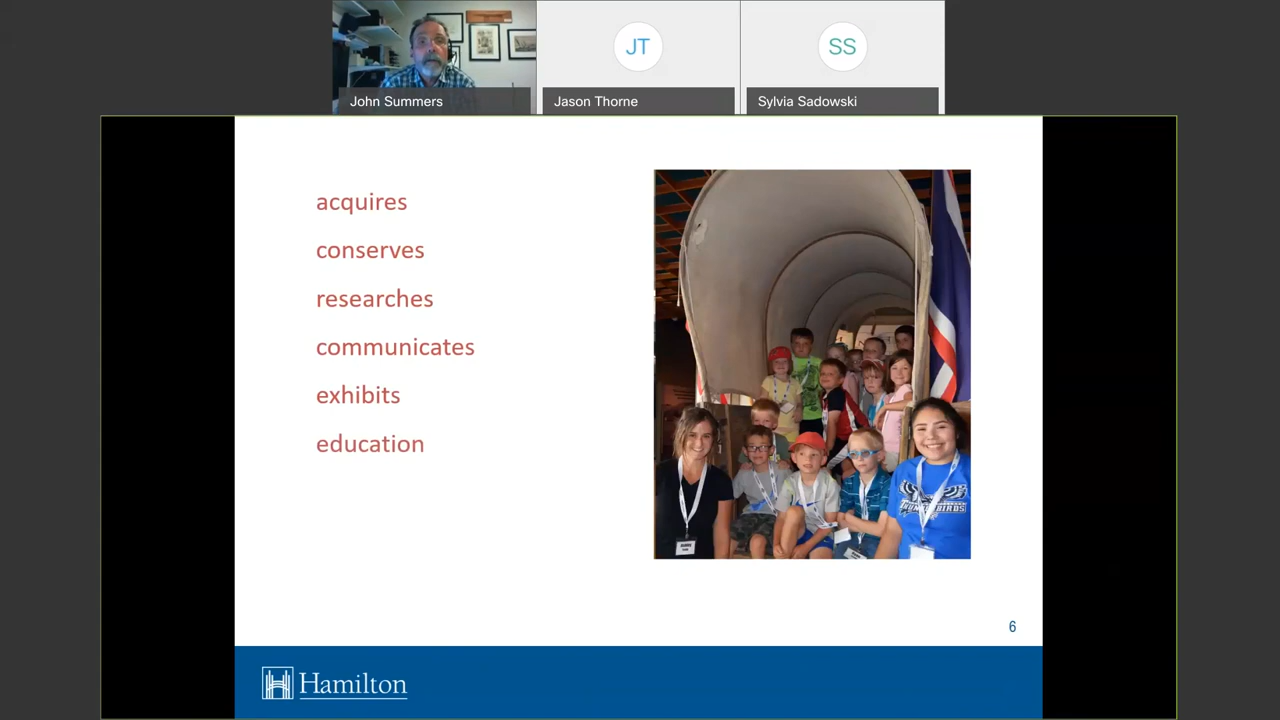 JT
SS
John Summers
Jason Thorne
Sylvia Sadowski
acquires
conserves
researches
communicates
exhibits
education
6
Hamilton